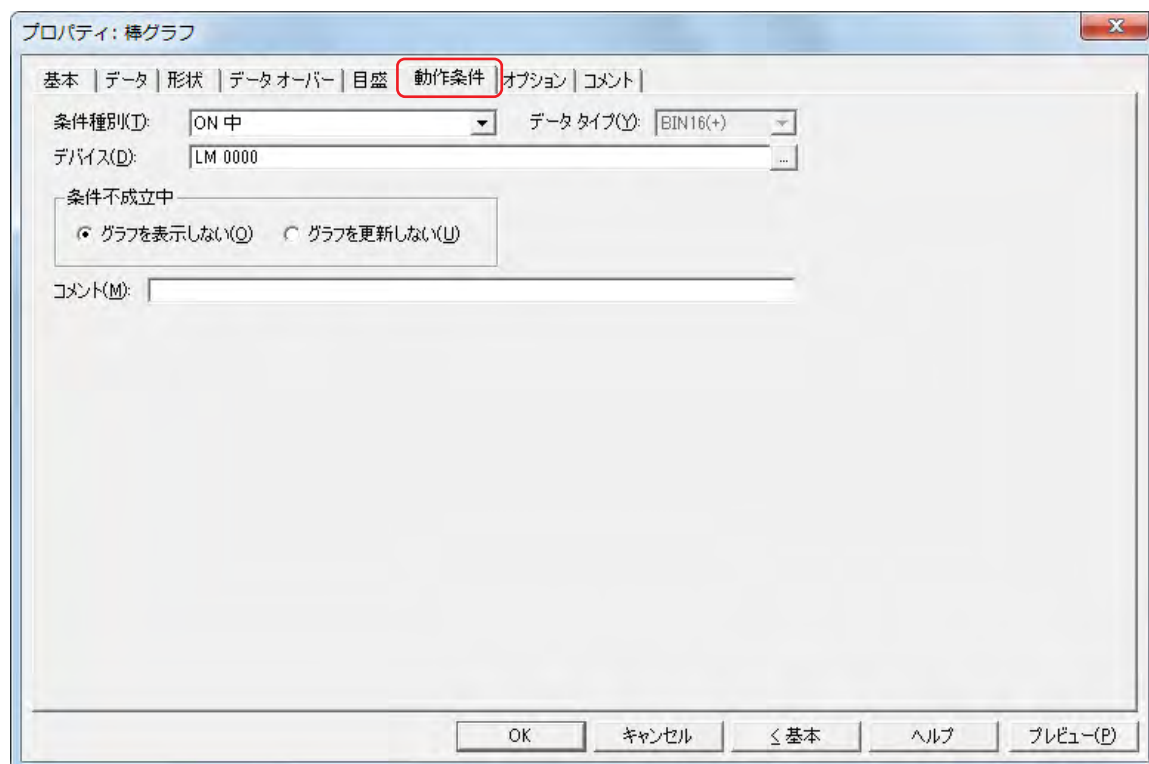 プロパティ: 棒グラフ
基本 データ 形状 データ オーバー 目盛 動作条件 オプション コメント
条件種別(T): ON 中 データ タイプ(Y): BIN16(+)
デバイス(D): LM 0000 ...
条件不成立中
グラフを表示しない(O) グラフを更新しない(U)
コメント(M):
OK キャンセル < 基本 ヘルプ プレビュー(P)